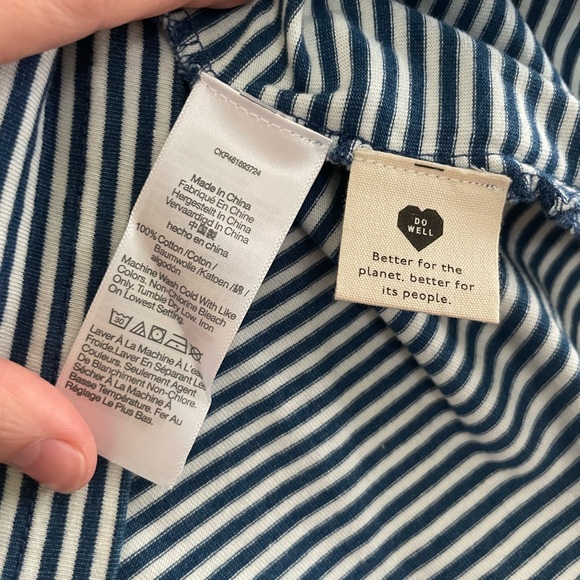 CKP461693724
Made In China
Fabriqué En Chine
Hergestellt In China
Vervaardigd In China
中国製
hecho en china
100% Cotton /Coton /
Baumwolle /Katoen /綿/
algodón
Machine Wash Cold With Like
Colors. Non-Chlorine Bleach
Only. Tumble Dry Low. Iron
On Lowest Setting.
Laver À La Machine À L'eau
Froide. Laver En Séparant Les
Couleurs. Seulement Agent
De Blanchiment Non-Chlore.
Sécher À La Machine À
Basse Température. Fer Au
Réglage Le Plus Bas.
DO
WELL
Better for the
planet, better for
its people.